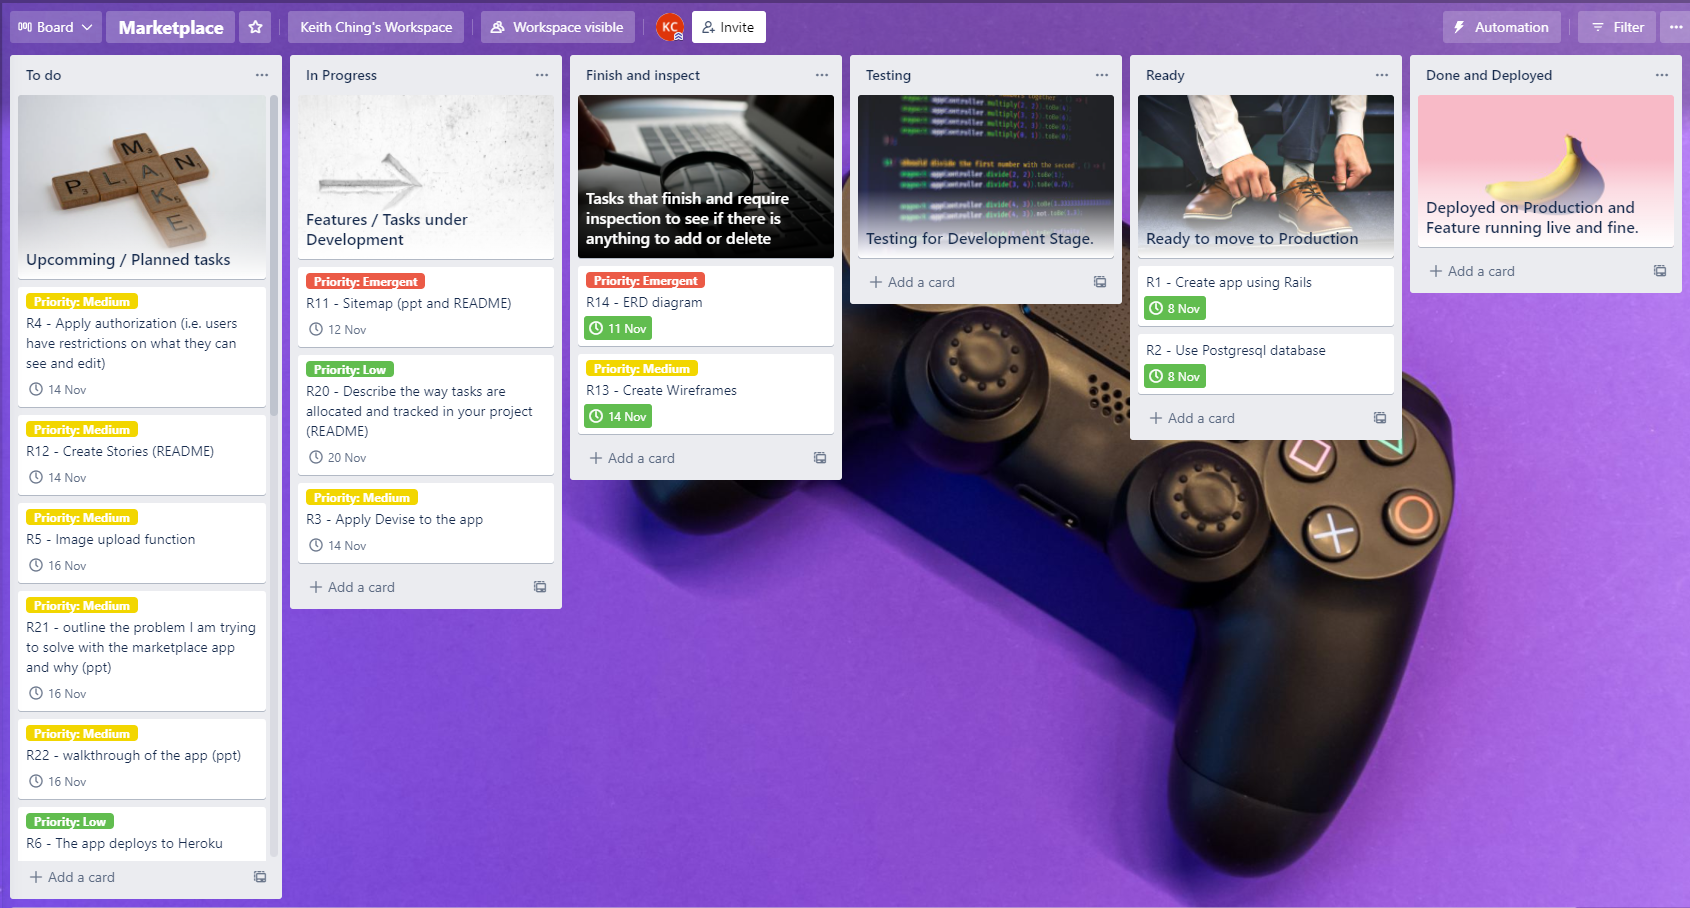 Board
Marketplace
Keith Ching's Workspace
Workspace visible
KC
Invite
Automation
Filter
To do
M
PLAN
A
K
E
Upcomming / Planned tasks
Priority: Medium
R4 - Apply authorization (i.e. users
have restrictions on what they can
see and edit)
14 Nov
Priority: Medium
R12 - Create Stories (README)
14 Nov
Priority: Medium
R5 - Image upload function
16 Nov
Priority: Medium
R21 - outline the problem I am trying
to solve with the marketplace app
and why (ppt)
16 Nov
Priority: Medium
R22 - walkthrough of the app (ppt)
16 Nov
Priority: Low
R6 - The app deploys to Heroku
+ Add a card
In Progress
Features / Tasks under
Development
Priority: Emergent
R11 - Sitemap (ppt and README)
12 Nov
Priority: Low
R20 - Describe the way tasks are
allocated and tracked in your project
(README)
20 Nov
Priority: Medium
R3 - Apply Devise to the app
14 Nov
+ Add a card
Finish and inspect
Tasks that finish and require
inspection to see if there is
anything to add or delete
Priority: Emergent
R14 - ERD diagram
11 Nov
Priority: Medium
R13 - Create Wireframes
14 Nov
+ Add a card
Testing
should divide the first number with the second
Testing for Development Stage.
+ Add a card
Ready
Ready to move to Production
R1 - Create app using Rails
8 Nov
R2 - Use Postgresql database
8 Nov
+ Add a card
Done and Deployed
Deployed on Production and
Feature running live and fine.
+ Add a card